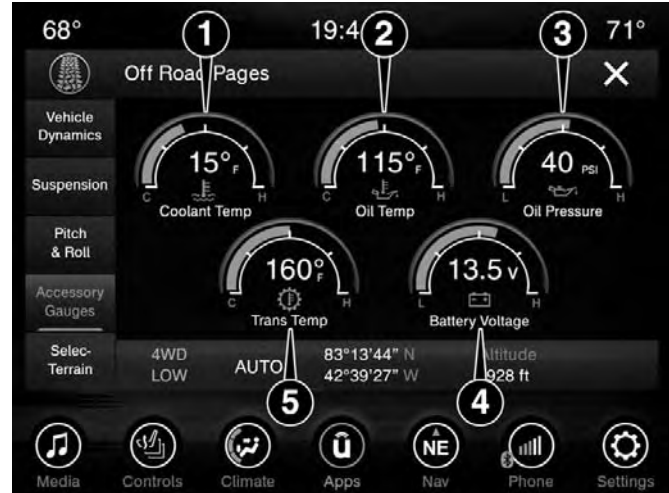 68°
19:4
71°
1
2
3
Off Road Pages
Vehicle
Dynamics
Suspension
Pitch
& Roll
Accessory
Gauges
Selec-
Terrain
15°F
C H
Coolant Temp
115°F
C H
Oil Temp
40 PSI
L H
Oil Pressure
160°F
C H
Trans Temp
13.5 v
L H
Battery Voltage
4WD
LOW
AUTO
83°13'44" N
42°39'27" W
Altitude
928 ft
5
4
Media
Controls
Climate
û
Apps
NE
Nav
Phone
Settings